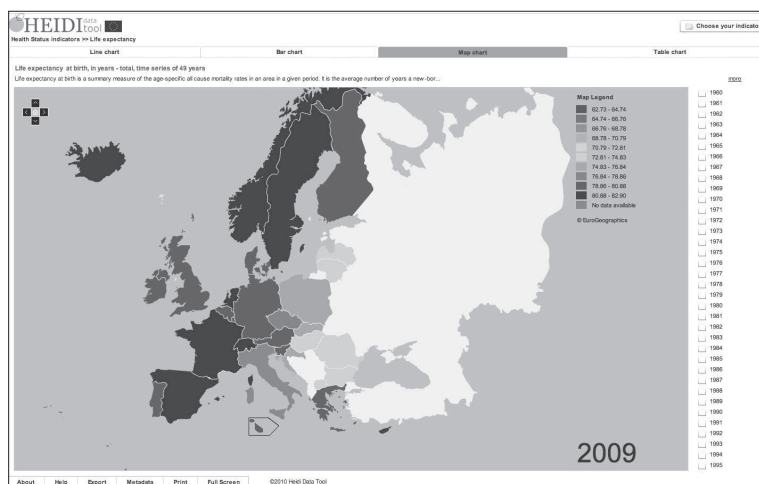 HEIDI data tool
Choose your indicato
Health Status indicators >> Life expectancy
Line chart
Bar chart
Map chart
Table chart
Life expectancy at birth, in years - total, time series of 49 years
Life expectancy at birth is a summary measure of the age-specific all cause mortality rates in an area in a given period. It is the average number of years a new-bor...
more
Map Legend
62.73 - 64.74
64.74 - 66.76
66.76 - 68.78
68.78 - 70.79
70.79 - 72.81
72.81 - 74.83
74.83 - 76.84
76.84 - 78.86
78.86 - 80.88
80.88 - 82.90
No data available
© EuroGeographics
1960
1961
1962
1963
1964
1965
1966
1967
1968
1969
1970
1971
1972
1973
1974
1975
1976
1977
1978
1979
1980
1981
1982
1983
1984
1985
1986
1987
1988
1989
1990
1991
1992
1993
1994
1995
2009
About
Help
Export
Metadata
Print
Full Screen
©2010 Heidi Data Tool